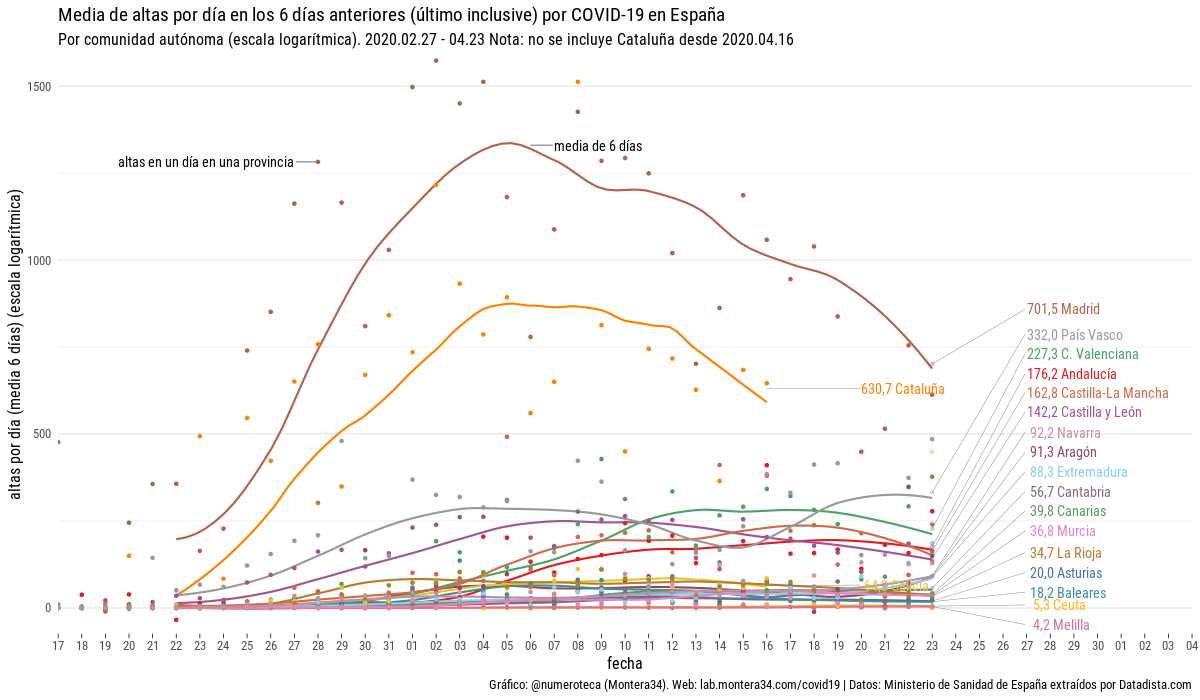 Media de altas por día en los 6 días anteriores (último inclusive) por COVID-19 en España
Por comunidad autónoma (escala logarítmica). 2020.02.27 - 04.23 Nota: no se incluye Cataluña desde 2020.04.16
altas por día (media 6 días) (escala logarítmica)
1500
1000
500
0
altas en un día en una provincia
media de 6 días
701,5 Madrid
332,0 País Vasco
227,3 C. Valenciana
176,2 Andalucía
630,7 Cataluña
162,8 Castilla-La Mancha
142,2 Castilla y León
92,2 Navarra
91,3 Aragón
88,3 Extremadura
56,7 Cantabria
39,8 Canarias
36,8 Murcia
34,7 La Rioja
20,0 Asturias
18,2 Baleares
5,3 Ceuta
4,2 Melilla
17 18 19 20 21 22 23 24 25 26 27 28 29 30 31 01 02 03 04 05 06 07 08 09 10 11 12 13 14 15 16 17 18 19 20 21 22 23 24 25 26 27 28 29 30 01 02 03 04
fecha
Gráfico: @numeroteca (Montera34). Web: lab.montera34.com/covid19 | Datos: Ministerio de Sanidad de España extraídos por Datadista.com